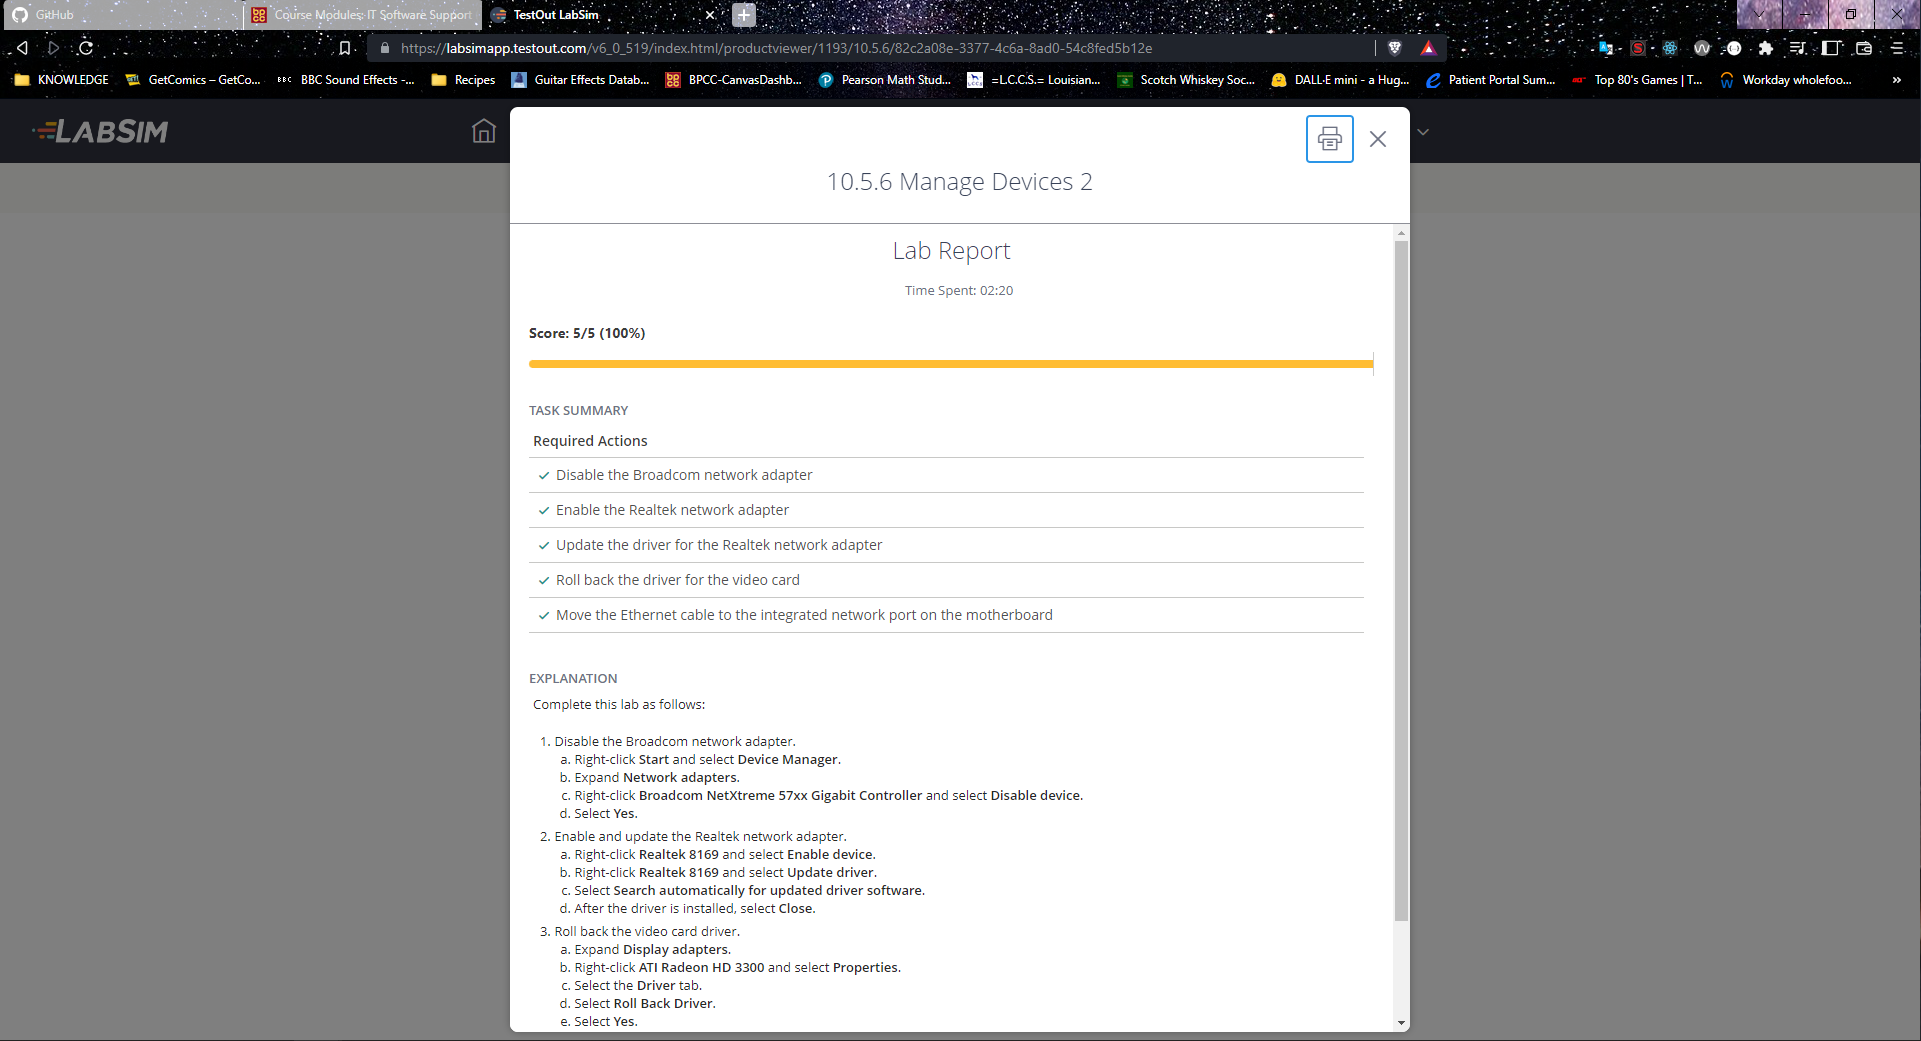 GitHub
Course Modules: IT Software Support
TestOut LabSim
https://labsimapp.testout.com/v6_0_519/index.html/productviewer/1193/10.5.6/82c2a08e-3377-4c6a-8ad0-54c8fed5b12e
KNOWLEDGE
GetComics – GetCo...
BBC
BBC Sound Effects -...
Recipes
Guitar Effects Datab...
BPCC-CanvasDashb...
Pearson Math Stud...
=L.C.C.S.= Louisian...
Scotch Whiskey Soc...
DALL·E mini - a Hug...
Patient Portal Sum...
Top 80's Games | T...
Workday wholefoo...
»
LABSIM
10.5.6 Manage Devices 2
Lab Report
Time Spent: 02:20
Score: 5/5 (100%)
TASK SUMMARY
Required Actions
Disable the Broadcom network adapter
Enable the Realtek network adapter
Update the driver for the Realtek network adapter
Roll back the driver for the video card
Move the Ethernet cable to the integrated network port on the motherboard
EXPLANATION
Complete this lab as follows:
1. Disable the Broadcom network adapter.
a. Right-click Start and select Device Manager.
b. Expand Network adapters.
c. Right-click Broadcom NetXtreme 57xx Gigabit Controller and select Disable device.
d. Select Yes.
2. Enable and update the Realtek network adapter.
a. Right-click Realtek 8169 and select Enable device.
b. Right-click Realtek 8169 and select Update driver.
c. Select Search automatically for updated driver software.
d. After the driver is installed, select Close.
3. Roll back the video card driver.
a. Expand Display adapters.
b. Right-click ATI Radeon HD 3300 and select Properties.
c. Select the Driver tab.
d. Select Roll Back Driver.
e. Select Yes.